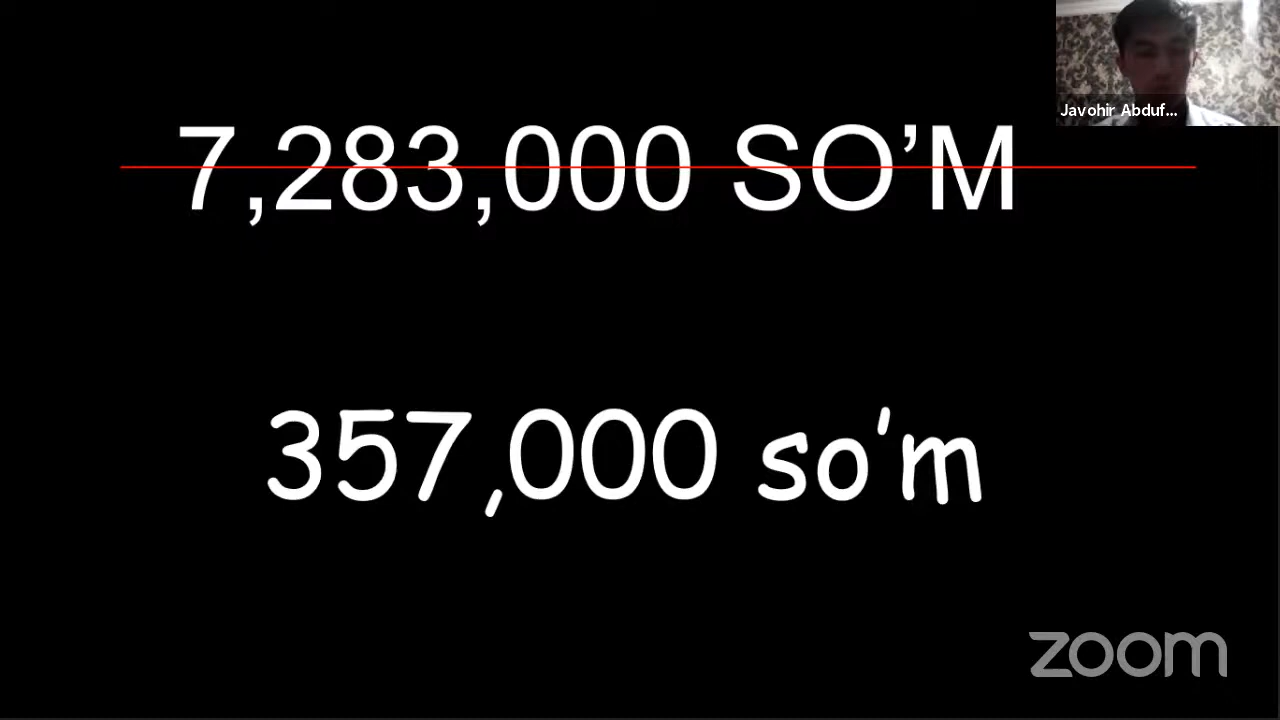 Javohir Abduf...
7,283,000 SO’M
357,000 so’m
zoom